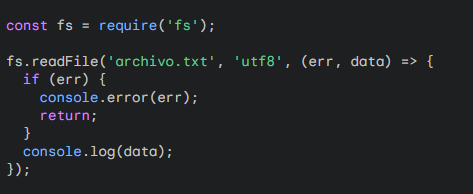 const fs = require('fs');

fs.readFile('archivo.txt', 'utf8', (err, data) => {
  if (err) {
    console.error(err);
    return;
  }
  console.log(data);
});